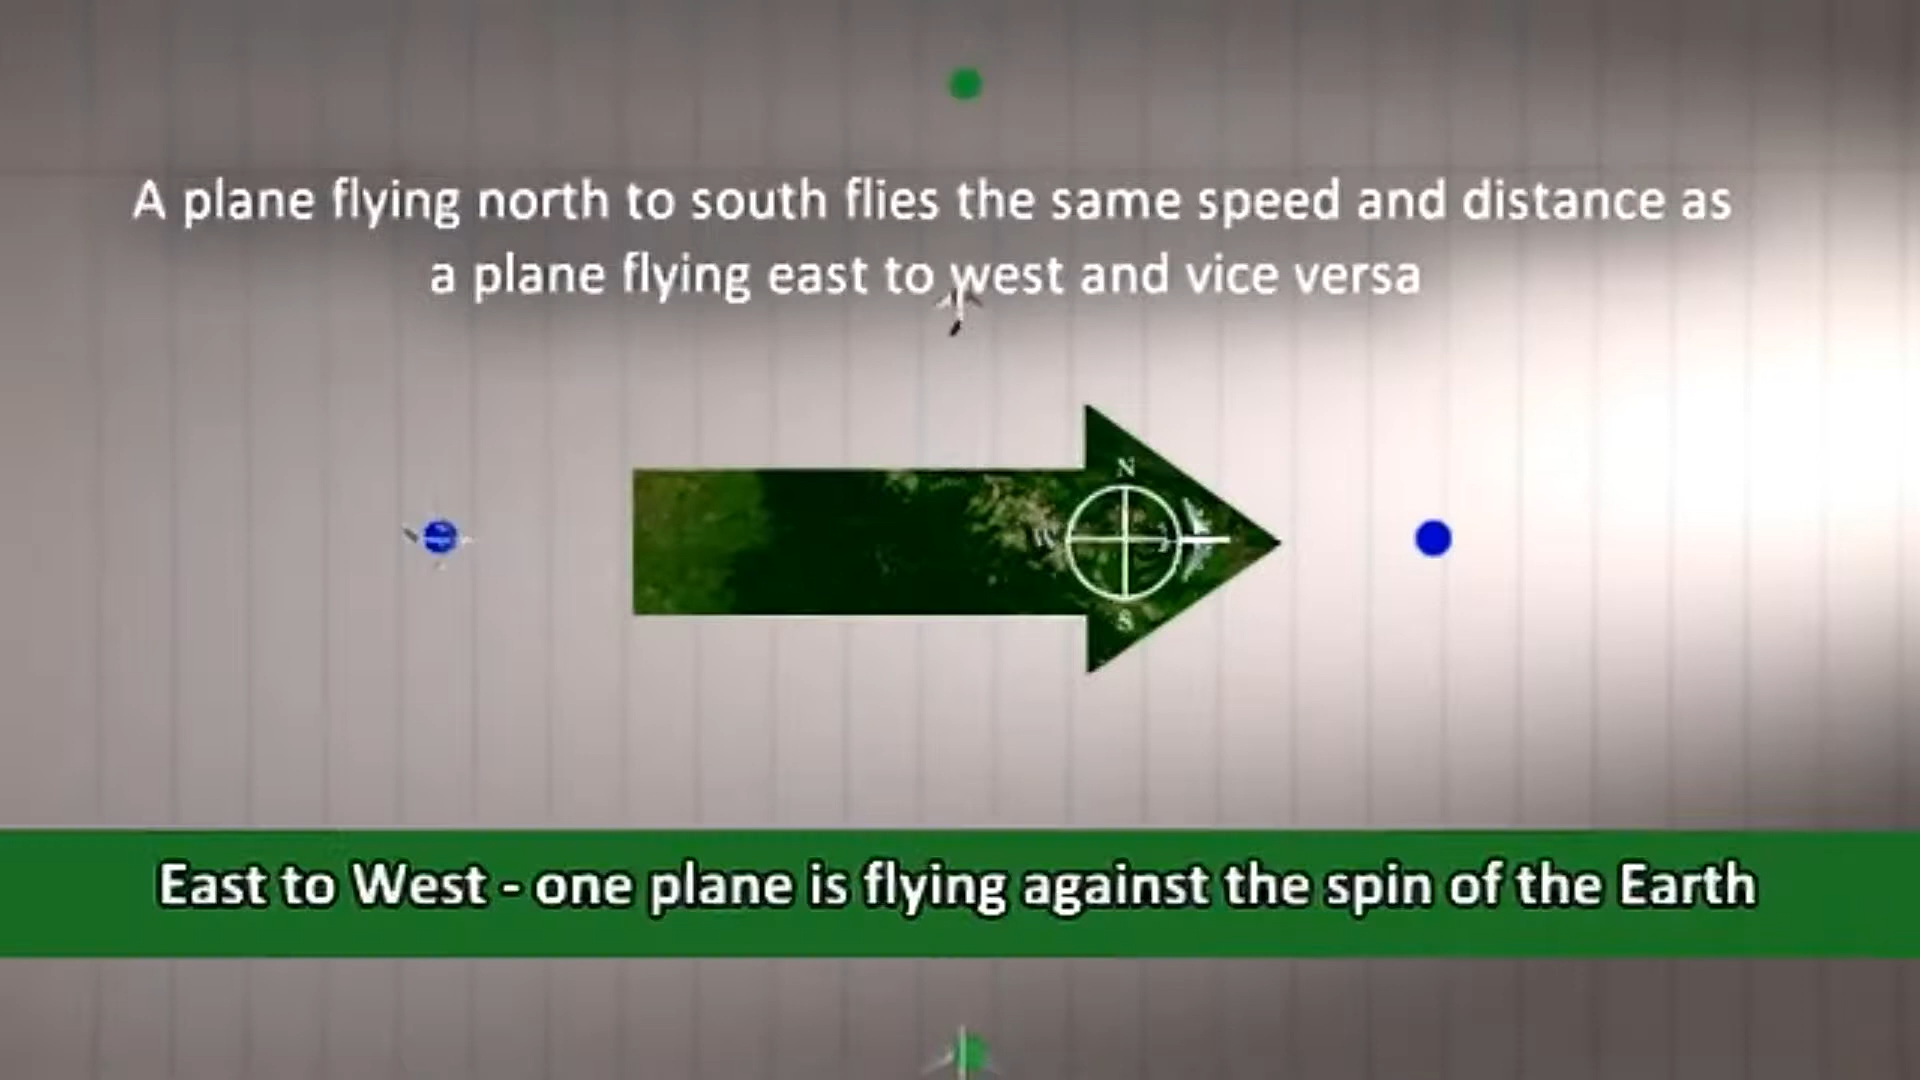 A plane flying north to south flies the same speed and distance as
a plane flying east to west and vice versa
N
W
S
East to West - one plane is flying against the spin of the Earth